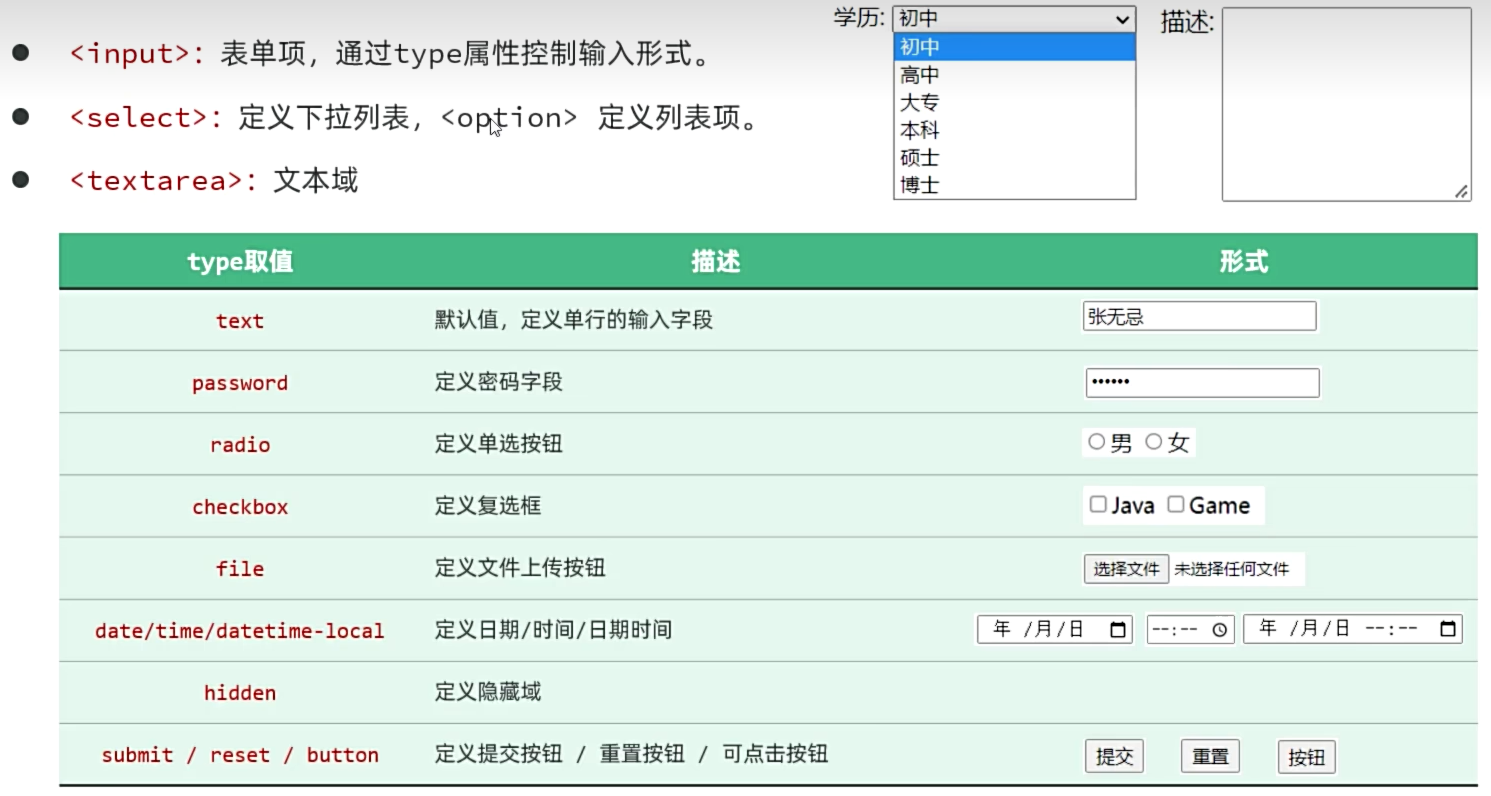 学历: 初中
初中
高中
大专
本科
硕士
博士
描述:
<input>: 表单项，通过type属性控制输入形式。
<select>: 定义下拉列表，<option> 定义列表项。
<textarea>: 文本域
type取值 描述 形式
text 默认值，定义单行的输入字段 张无忌
password 定义密码字段 ••••••
radio 定义单选按钮 男 女
checkbox 定义复选框 Java Game
file 定义文件上传按钮 选择文件 未选择任何文件
date/time/datetime-local 定义日期/时间/日期时间 年 /月/日 --:-- 年 /月/日 --:--
hidden 定义隐藏域
submit / reset / button 定义提交按钮 / 重置按钮 / 可点击按钮 提交 重置 按钮